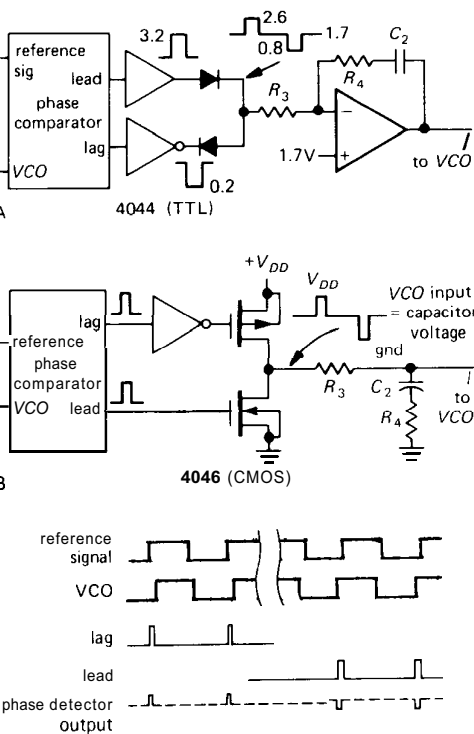 2.6
3.2
1.7
0.8
C2
reference
sig
lead
R3
R4
phase
comparator
−
lag
1.7V
+
VCO
0.2
to VCO
4044 (TTL)
A
+VDD
VDD
VCO input
= capacitor
voltage
lag
gnd
reference
phase
comparator
R3
C2
to
VCO
VCO
lead
R4
4046 (CMOS)
B
reference
signal
VCO
lag
lead
phase detector
output